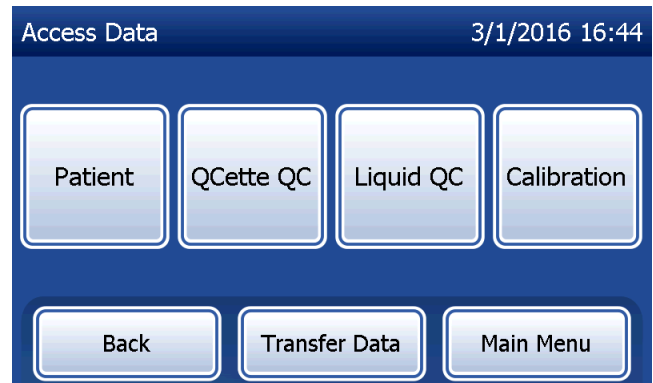 Access Data 3/1/2016 16:44
Patient QCette QC Liquid QC Calibration
Back Transfer Data Main Menu